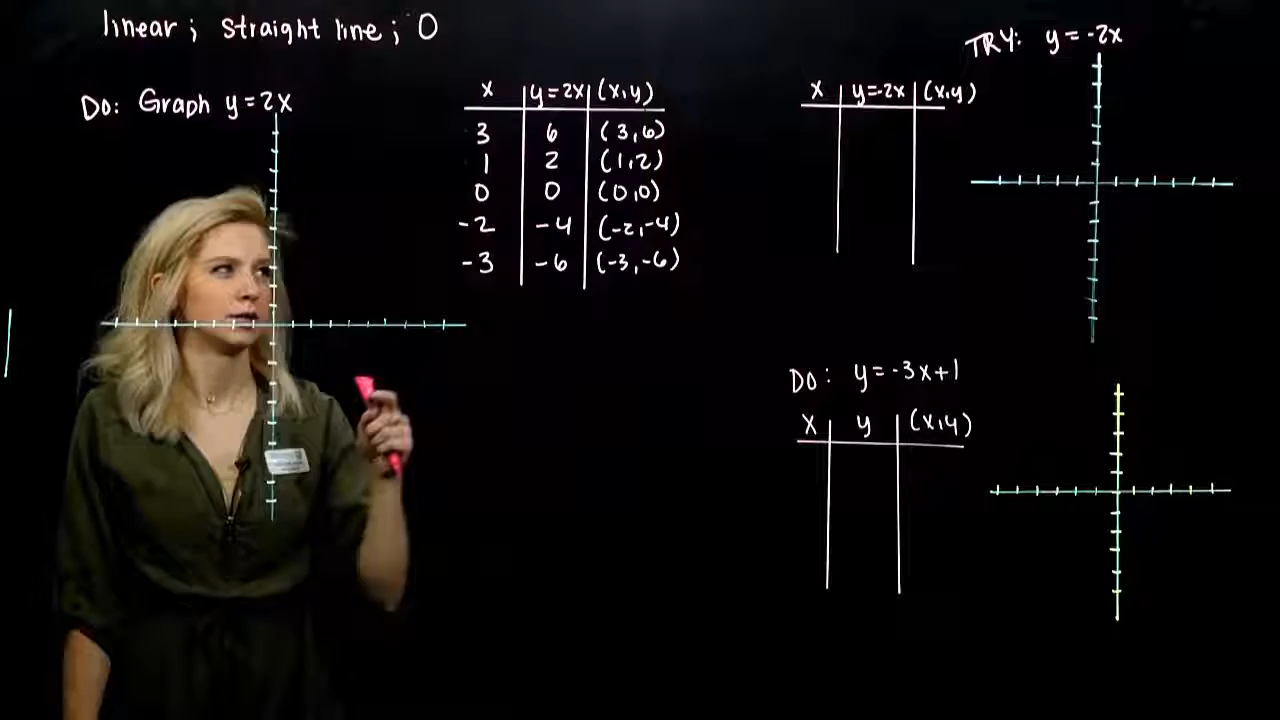 linear ; straight line ; 0
Do: Graph y=2x
x y=2x (x,y)
3 6 (3,6)
1 2 (1,2)
0 0 (0,0)
-2 -4 (-2,-4)
-3 -6 (-3,-6)
TRY: y = -2x
x y=-2x (x,y)
Do: y = -3x+1
x y (x,y)